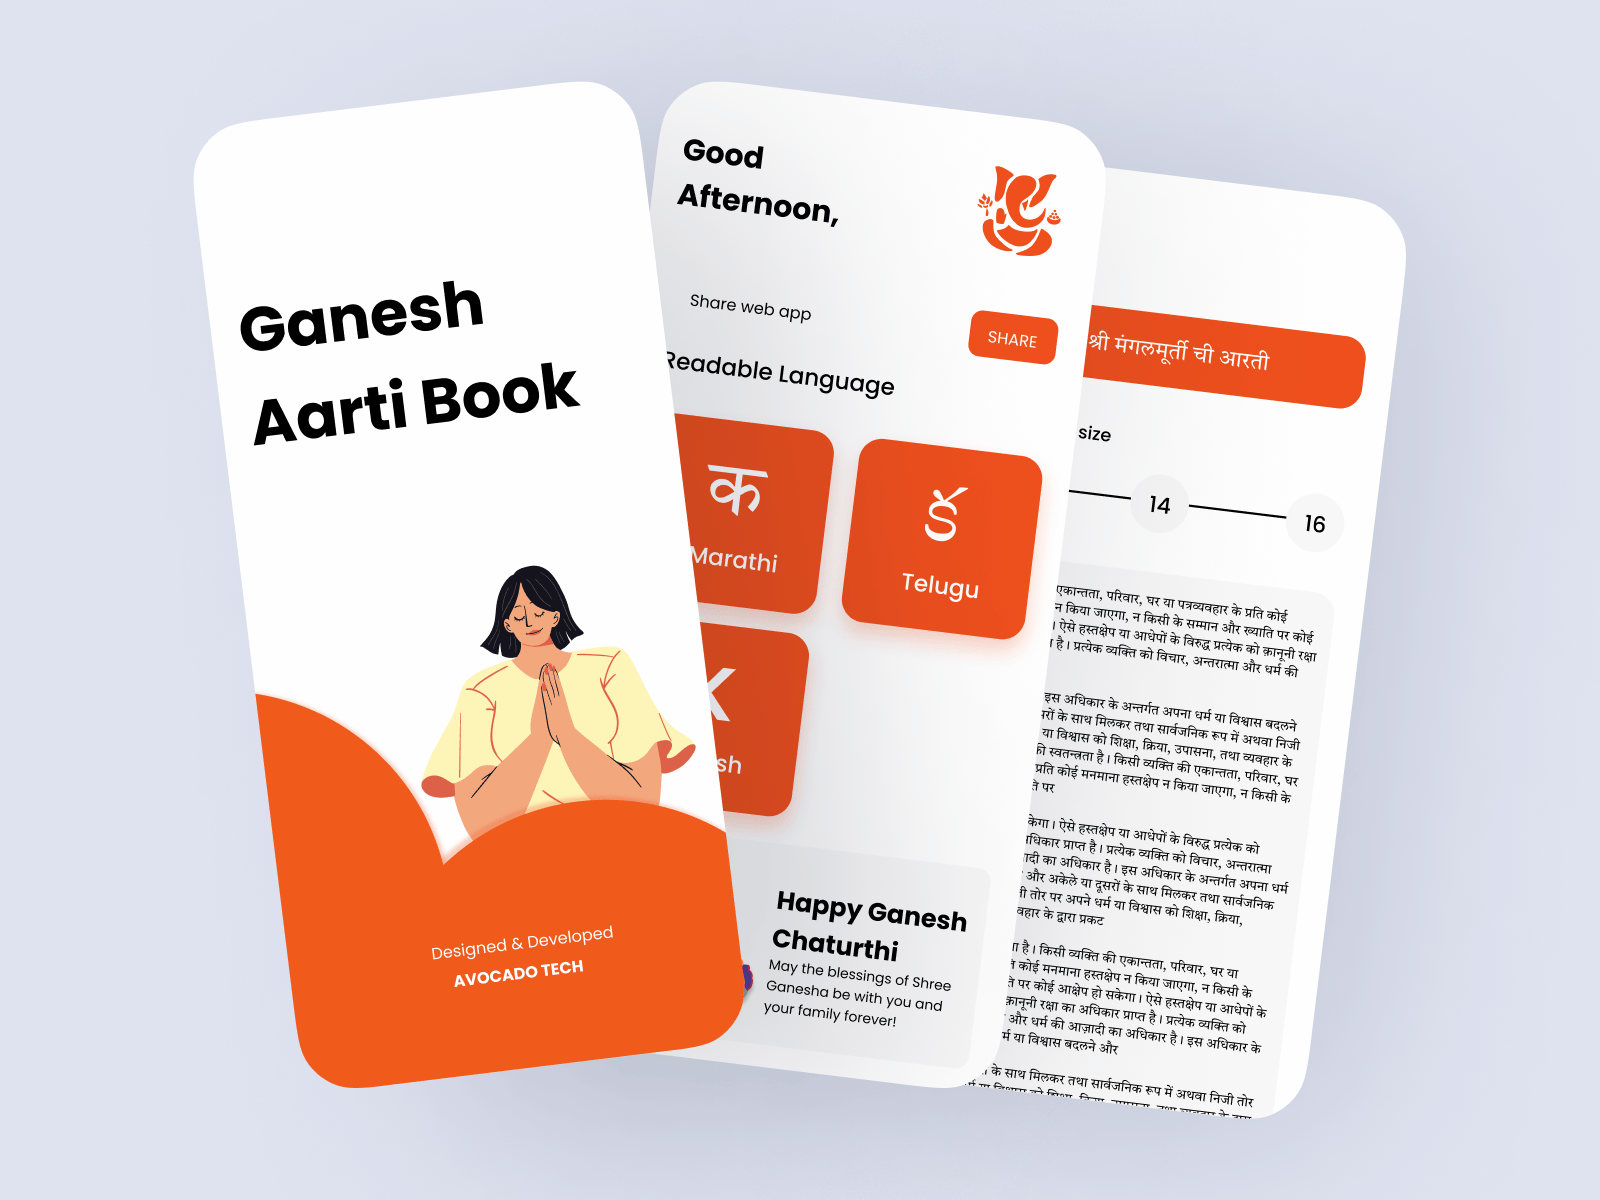 Ganesh
Aarti Book
Designed & Developed
AVOCADO TECH
Good
Afternoon,
Share web app
SHARE
Readable Language
क
Marathi
Telugu
sh
Happy Ganesh
Chaturthi
May the blessings of Shree
Ganesha be with you and
your family forever!
श्री मंगलमूर्ती ची आरती
size
14
16
एकान्तता, परिवार, घर या पत्रव्यवहार के प्रति कोई
न किया जाएगा, न किसी के सम्मान और ख्याति पर कोई
। ऐसे हस्तक्षेप या आधेपों के विरुद्ध प्रत्येक को क़ानूनी रक्षा
है। प्रत्येक व्यक्ति को विचार, अन्तरात्मा और धर्म की
इस अधिकार के अन्तर्गत अपना धर्म या विश्वास बदलने
के साथ मिलकर तथा सार्वजनिक रूप में अथवा निजी
या विश्वास को शिक्षा, क्रिया, उपासना, तथा व्यवहार के
की स्वतन्त्रता है। किसी व्यक्ति की एकान्तता, परिवार, घर
प्रति कोई मनमाना हस्तक्षेप न किया जाएगा, न किसी के
पर
। ऐसे हस्तक्षेप या आधेपों के विरुद्ध प्रत्येक को
प्राप्त है। प्रत्येक व्यक्ति को विचार, अन्तरात्मा
का अधिकार है। इस अधिकार के अन्तर्गत अपना धर्म
और अकेले या दूसरों के साथ मिलकर तथा सार्वजनिक
तोर पर अपने धर्म या विश्वास को शिक्षा, क्रिया,
के द्वारा प्रकट
है। किसी व्यक्ति की एकान्तता, परिवार, घर या
कोई मनमाना हस्तक्षेप न किया जाएगा, न किसी के
पर कोई आक्षेप हो सकेगा। ऐसे हस्तक्षेप या आधेपों के
क़ानूनी रक्षा का अधिकार प्राप्त है। प्रत्येक व्यक्ति को
और धर्म की आज़ादी का अधिकार है। इस अधिकार के
या विश्वास बदलने और
के साथ मिलकर तथा सार्वजनिक रूप में अथवा निजी तोर